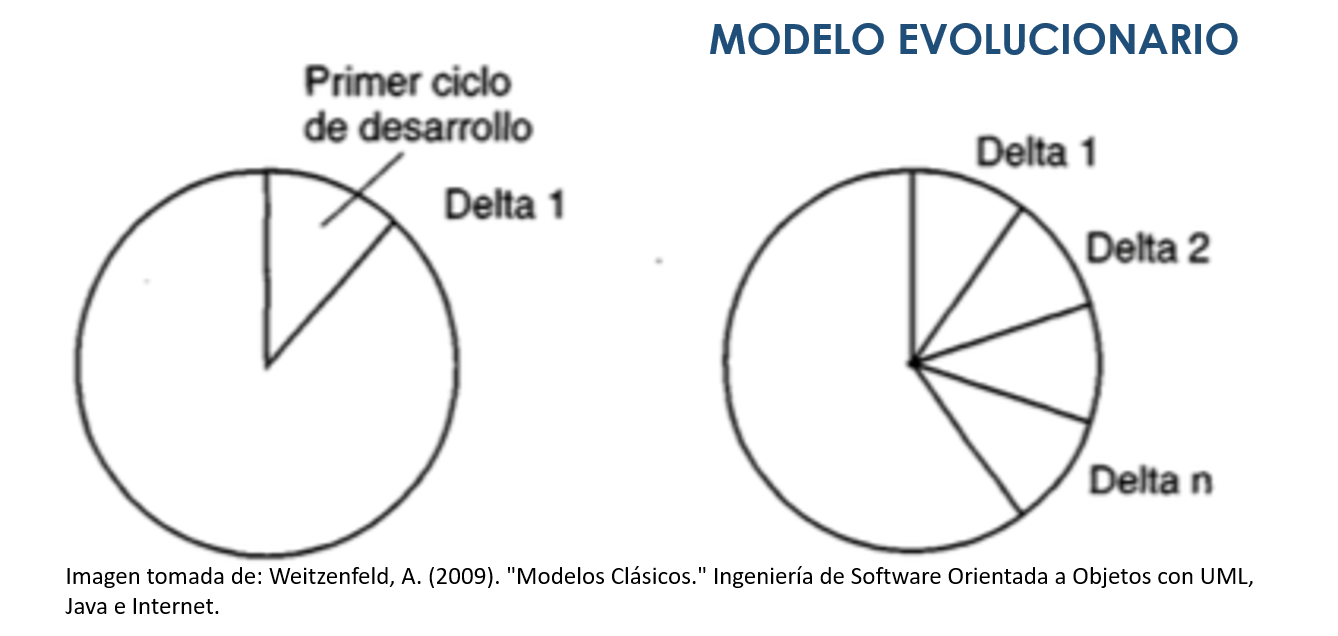 MODELO EVOLUCIONARIO
Primer ciclo
de desarrollo
Delta 1
Delta 1
Delta 2
Delta n
Imagen tomada de: Weitzenfeld, A. (2009). "Modelos Clásicos." Ingeniería de Software Orientada a Objetos con UML,
Java e Internet.